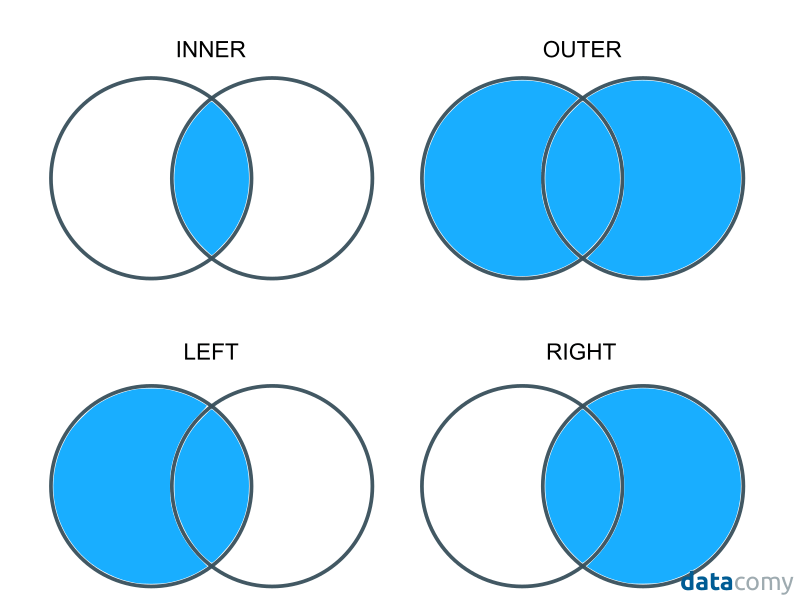 INNER
OUTER
LEFT
RIGHT
datacomy